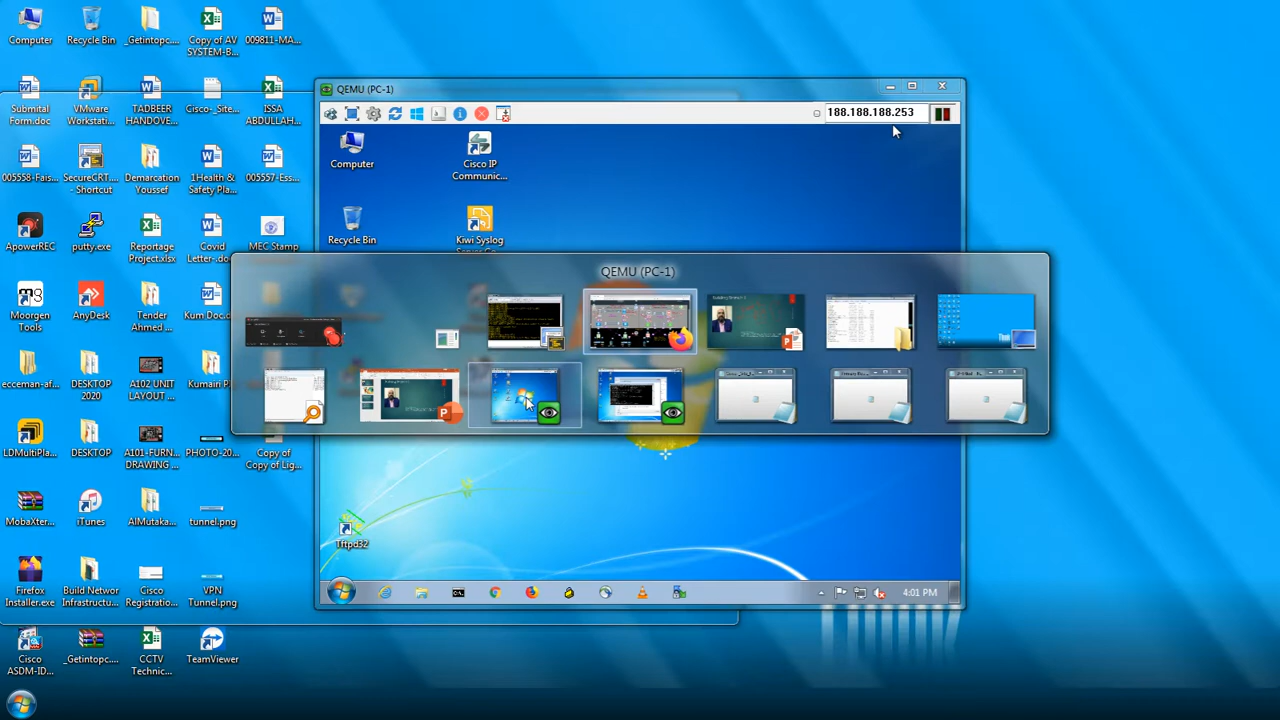 Computer
Recycle Bin
_Getintopc....
Copy of AV
SYSTEM-B...
009811-MA...
Submital
Form.doc
VMware
Workstati...
TADBEER
HANDOVE...
Cisco-_Site...
ISSA
ABDULLAH...
005558-Fais...
SecureCRT...
- Shortcut
Demarcation
Youssef
1Health &
Safety Pla...
005557-Ess...
ApowerREC
putty.exe
Reportage
Project.xlsx
Covid
Letter-.do...
MEC Stamp
Moorgen
Tools
AnyDesk
Tender
Ahmed...
Kum Doc.d...
ecceman-af...
DESKTOP
2020
A102 UNIT
LAYOUT ...
Kumairi Pl...
LDMultiPla...
DESKTOP
A101-FURN...
DRAWING ...
PHOTO-20...
Copy of
Copy of Lig...
MobaXter...
iTunes
AlMutaka...
tunnel.png
Firefox
Installer.exe
Build Networ
Infrastructu...
Cisco
Registratio...
VPN
Tunnel.png
Cisco
ASDM-ID...
_Getintopc....
CCTV
Technic...
TeamViewer
QEMU (PC-1)
188.188.188.253
Computer
Cisco IP
Communic...
Recycle Bin
Kiwi Syslog
QEMU (PC-1)
Tftpd32
4:01 PM